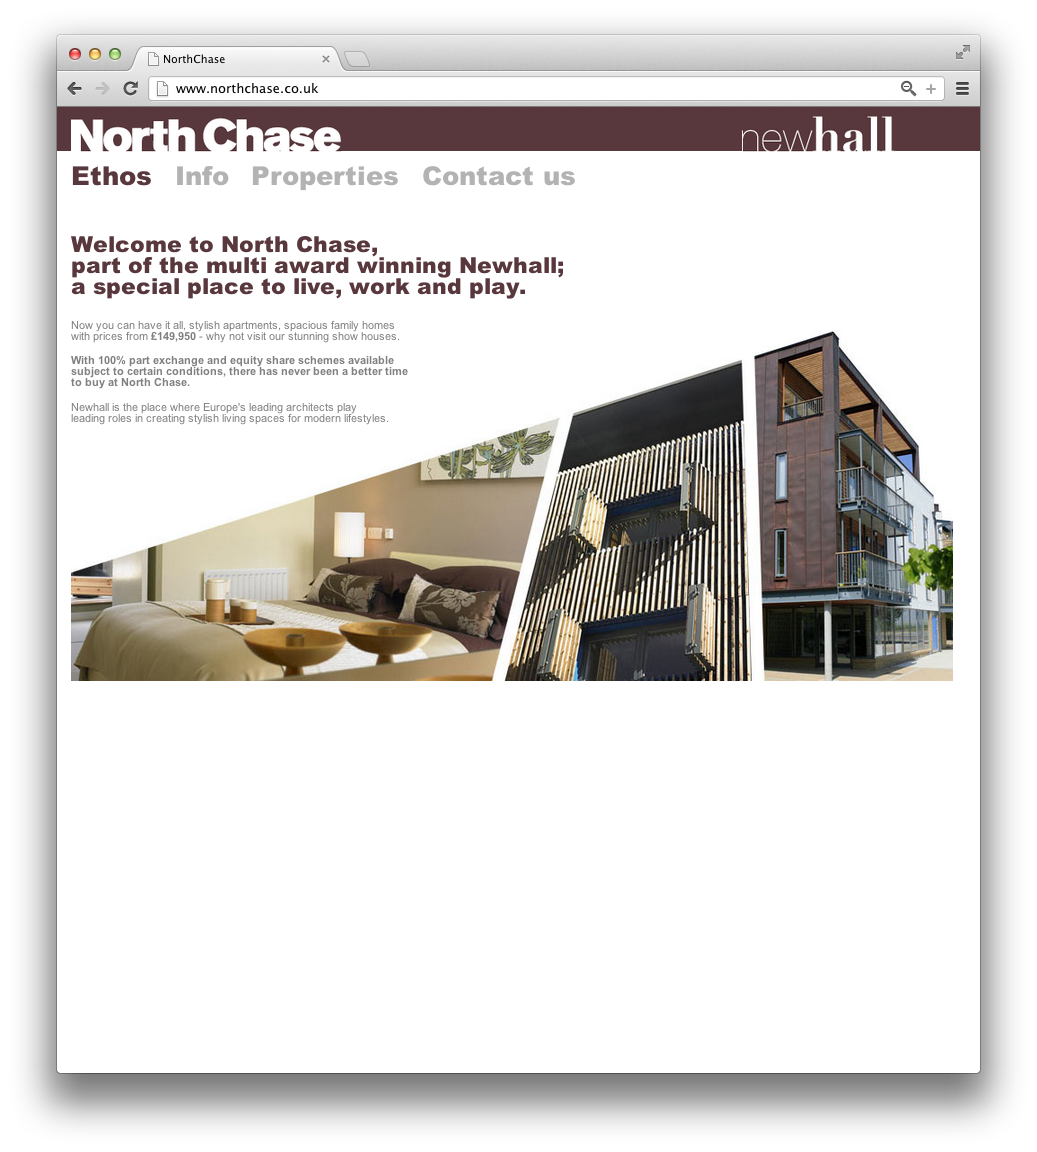 NorthChase
www.northchase.co.uk
North Chase
newhall
Ethos Info Properties Contact us
Welcome to North Chase,
part of the multi award winning Newhall;
a special place to live, work and play.
Now you can have it all, stylish apartments, spacious family homes
with prices from £149,950 - why not visit our stunning show houses.
With 100% part exchange and equity share schemes available
subject to certain conditions, there has never been a better time
to buy at North Chase.
Newhall is the place where Europe's leading architects play
leading roles in creating stylish living spaces for modern lifestyles.